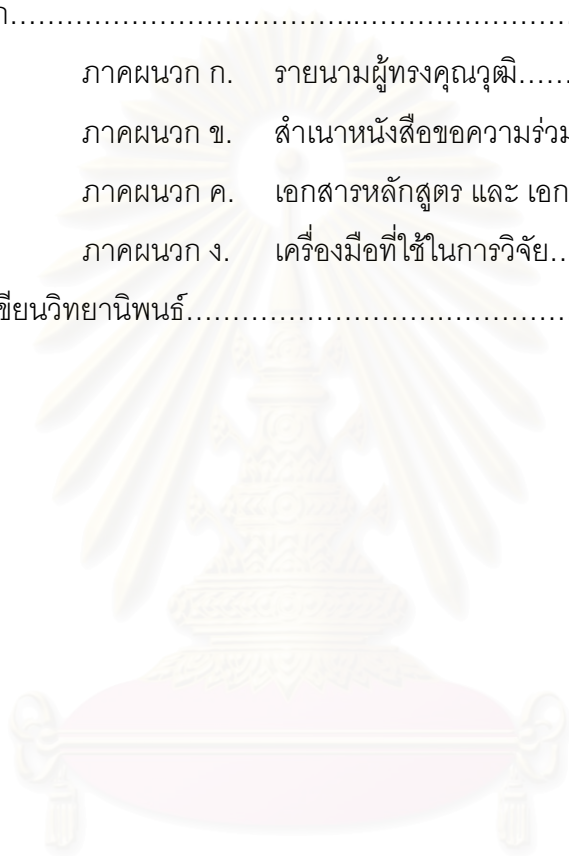 ก……………………………..……………………
ภาคผนวก ก. รายนามผู้ทรงคุณวุฒิ……
ภาคผนวก ข. สำเนาหนังสือขอความร่วม
ภาคผนวก ค. เอกสารหลักสูตร และ เอก
ภาคผนวก ง. เครื่องมือที่ใช้ในการวิจัย..
ขียนวิทยานิพนธ์……………………….……………